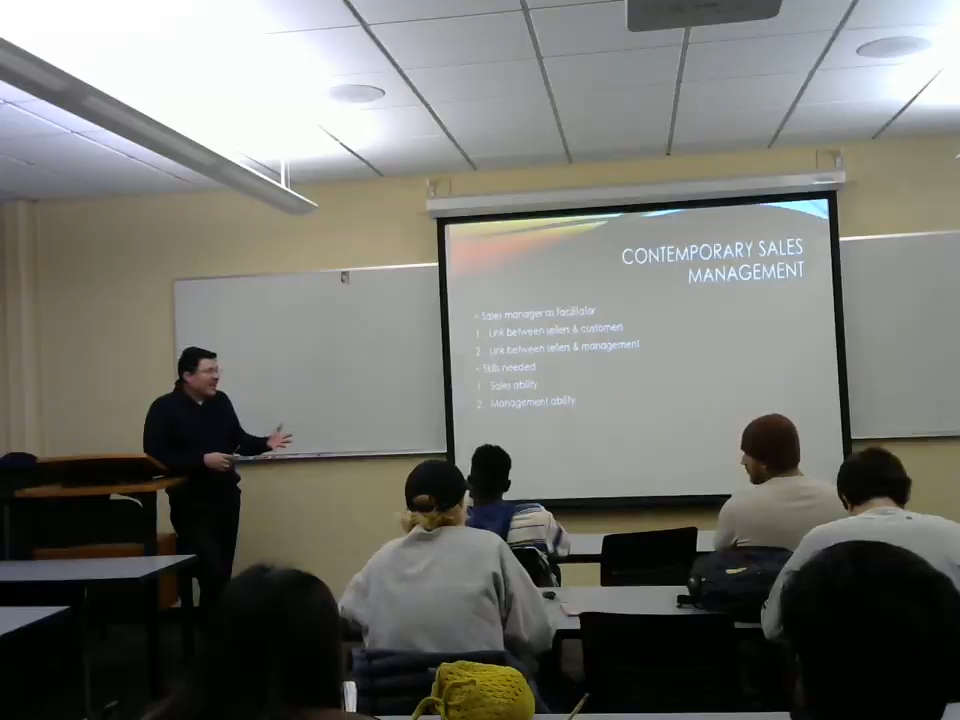 CONTEMPORARY SALES
MANAGEMENT
• Sales manager as facilitator
1. Link between sellers & customers
2. Link between sellers & management
• Skills needed
1. Sales ability
2. Management ability